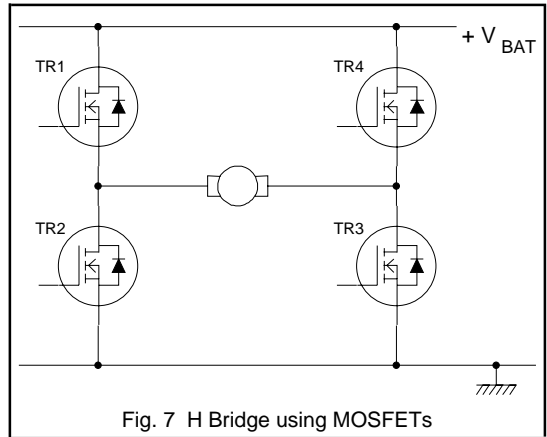 + V BAT
TR1
TR4
TR2
TR3
Fig. 7 H Bridge using MOSFETs